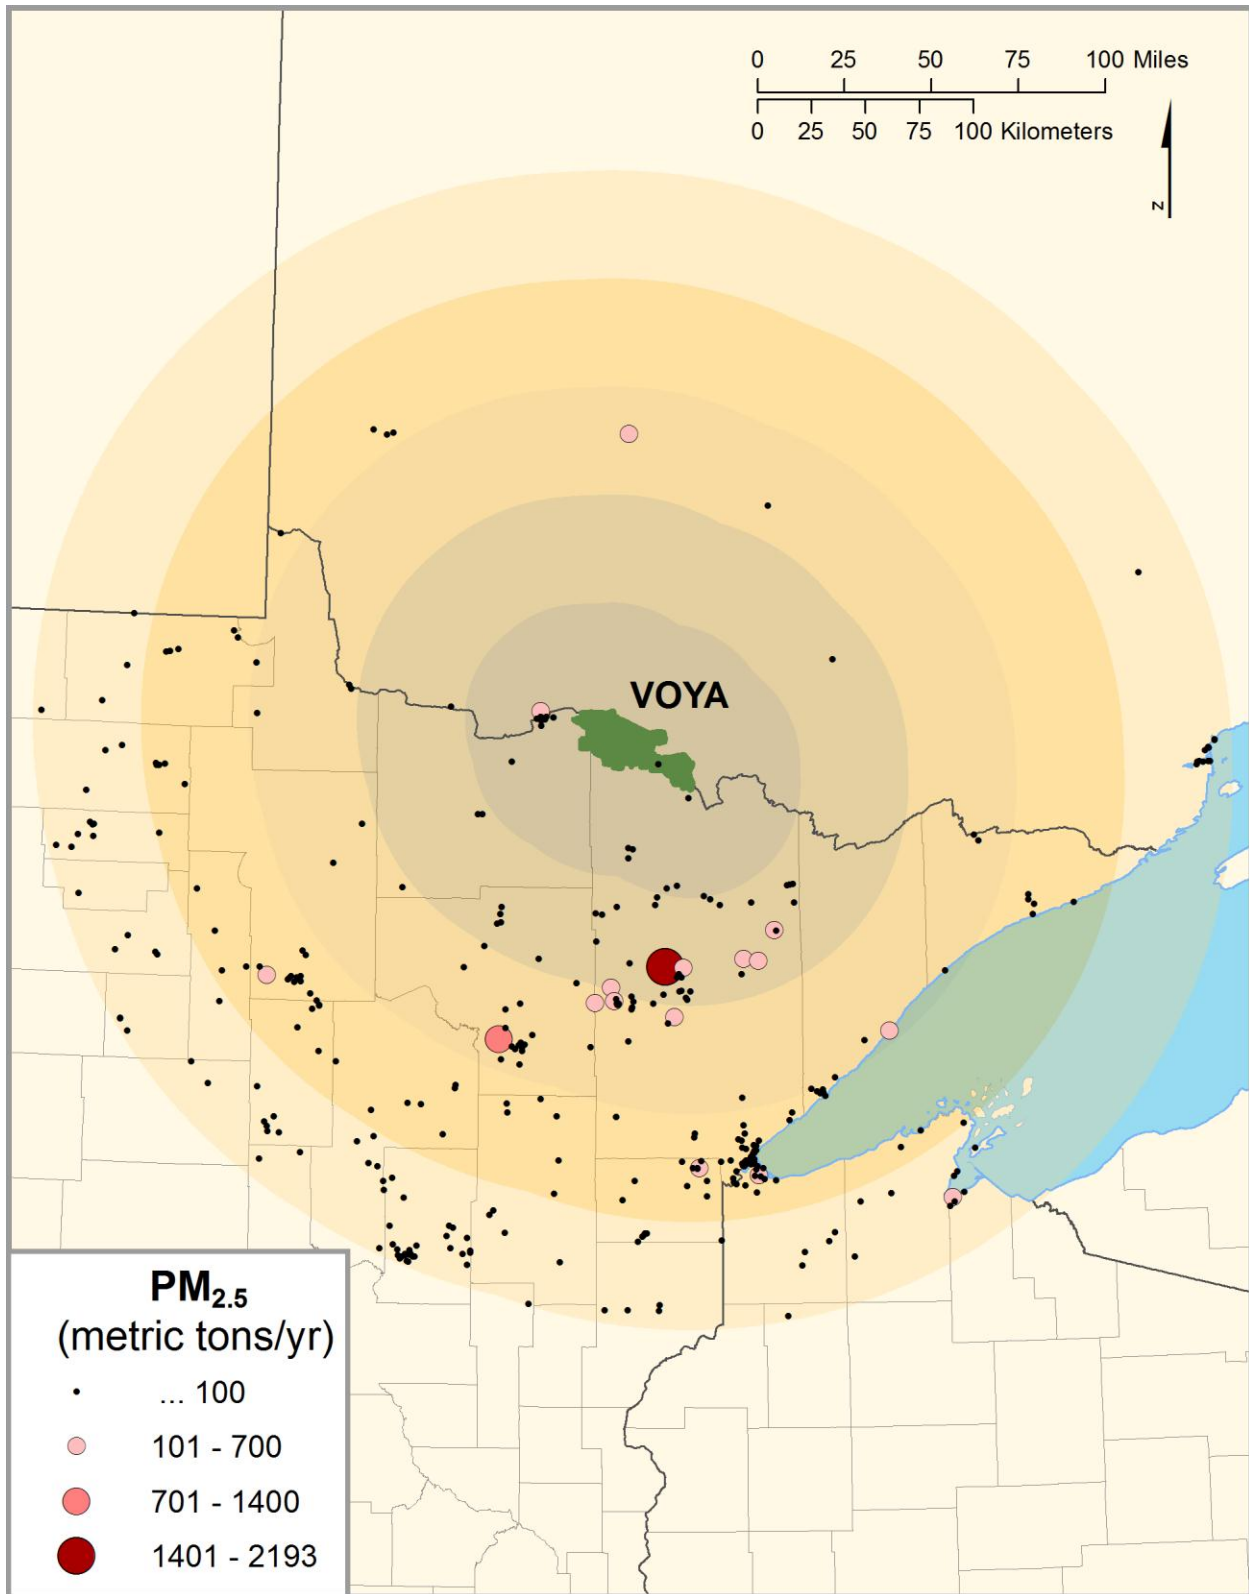 0 25 50 75 100 Miles
0 25 50 75 100 Kilometers
N
VOYA
PM2.5
(metric tons/yr)
... 100
101 - 700
701 - 1400
1401 - 2193